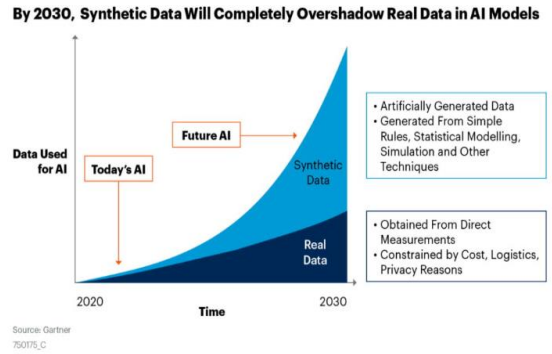 By 2030, Synthetic Data Will Completely Overshadow Real Data in AI Models
Data Used
for AI
Today's AI
Future AI
Synthetic
Data
Real
Data
• Artificially Generated Data
• Generated From Simple
Rules, Statistical Modelling,
Simulation and Other
Techniques
• Obtained From Direct
Measurements
• Constrained by Cost, Logistics,
Privacy Reasons
2020
2030
Time
Source: Gartner
750175_C